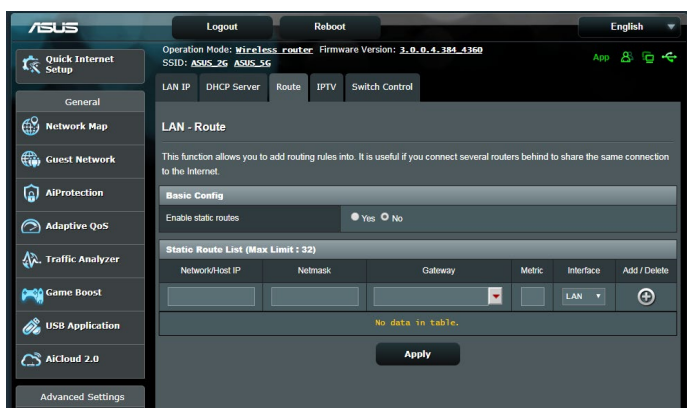 ASUS
Logout
Reboot
English
Quick Internet Setup
Operation Mode: Wireless router Firmware Version: 3.0.0.4.384_4360
SSID: ASUS_2G ASUS_5G
App
General
LAN IP
DHCP Server
Route
IPTV
Switch Control
Network Map
LAN - Route
Guest Network
This function allows you to add routing rules into. It is useful if you connect several routers behind to share the same connection
to the Internet.
AiProtection
Basic Config
Enable static routes
Yes No
Adaptive QoS
Static Route List (Max Limit : 32)
Traffic Analyzer
Network/Host IP
Netmask
Gateway
Metric
Interface
Add / Delete
Game Boost
LAN
USB Application
No data in table.
AiCloud 2.0
Apply
Advanced Settings